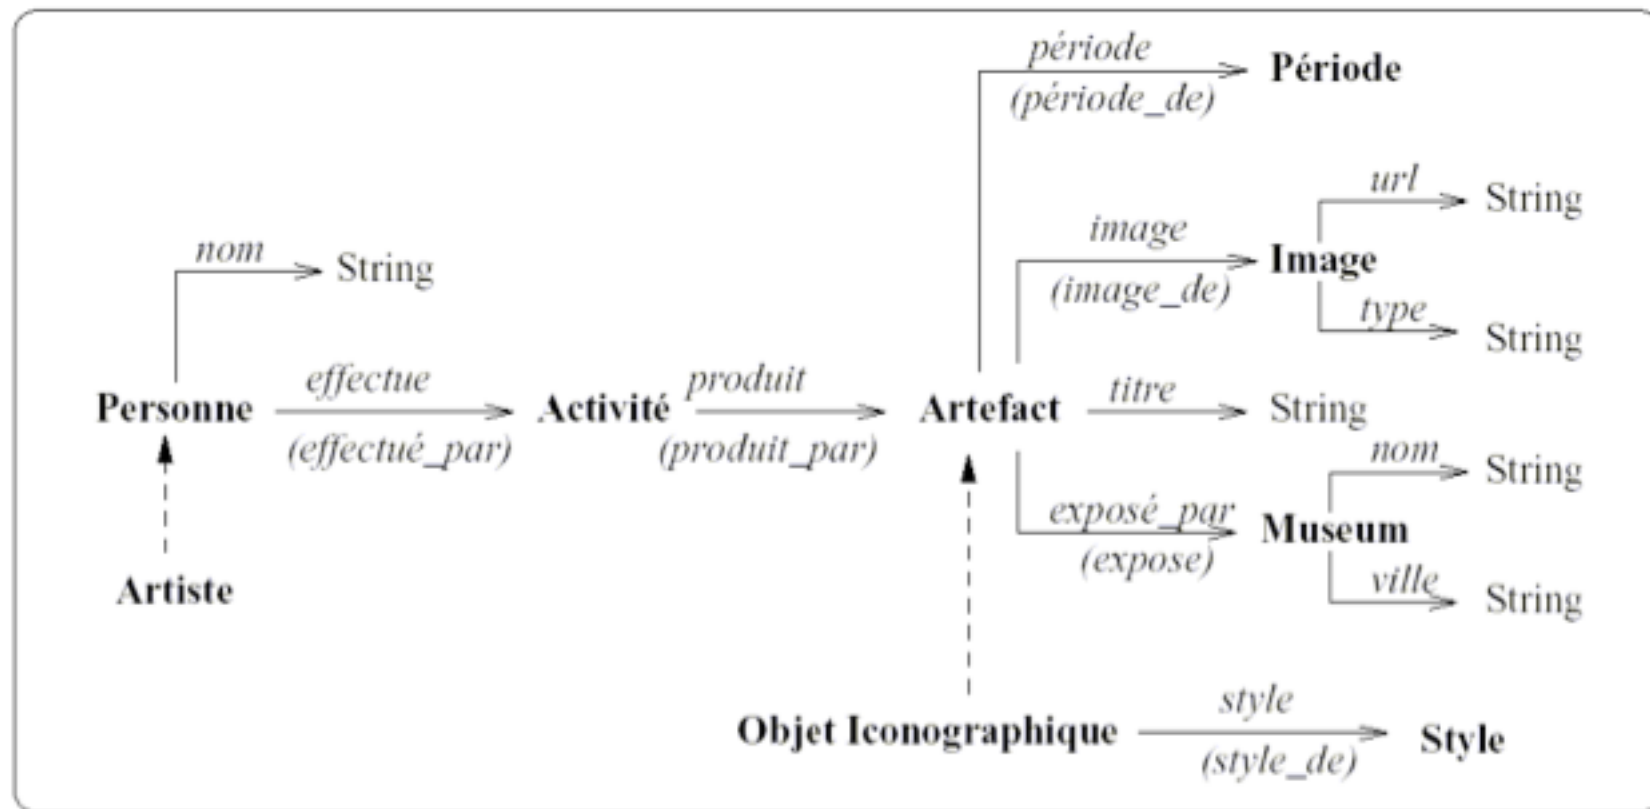 période
Période
(période_de)
url
String
image
Image
(image_de)
nom
String
type
String
effectue
produit
titre
Personne
Activité
Artefact
String
(effectué_par)
(produit_par)
nom
String
exposé_par
Museum
(expose)
ville
String
Artiste
style
Objet Iconographique
Style
(style_de)